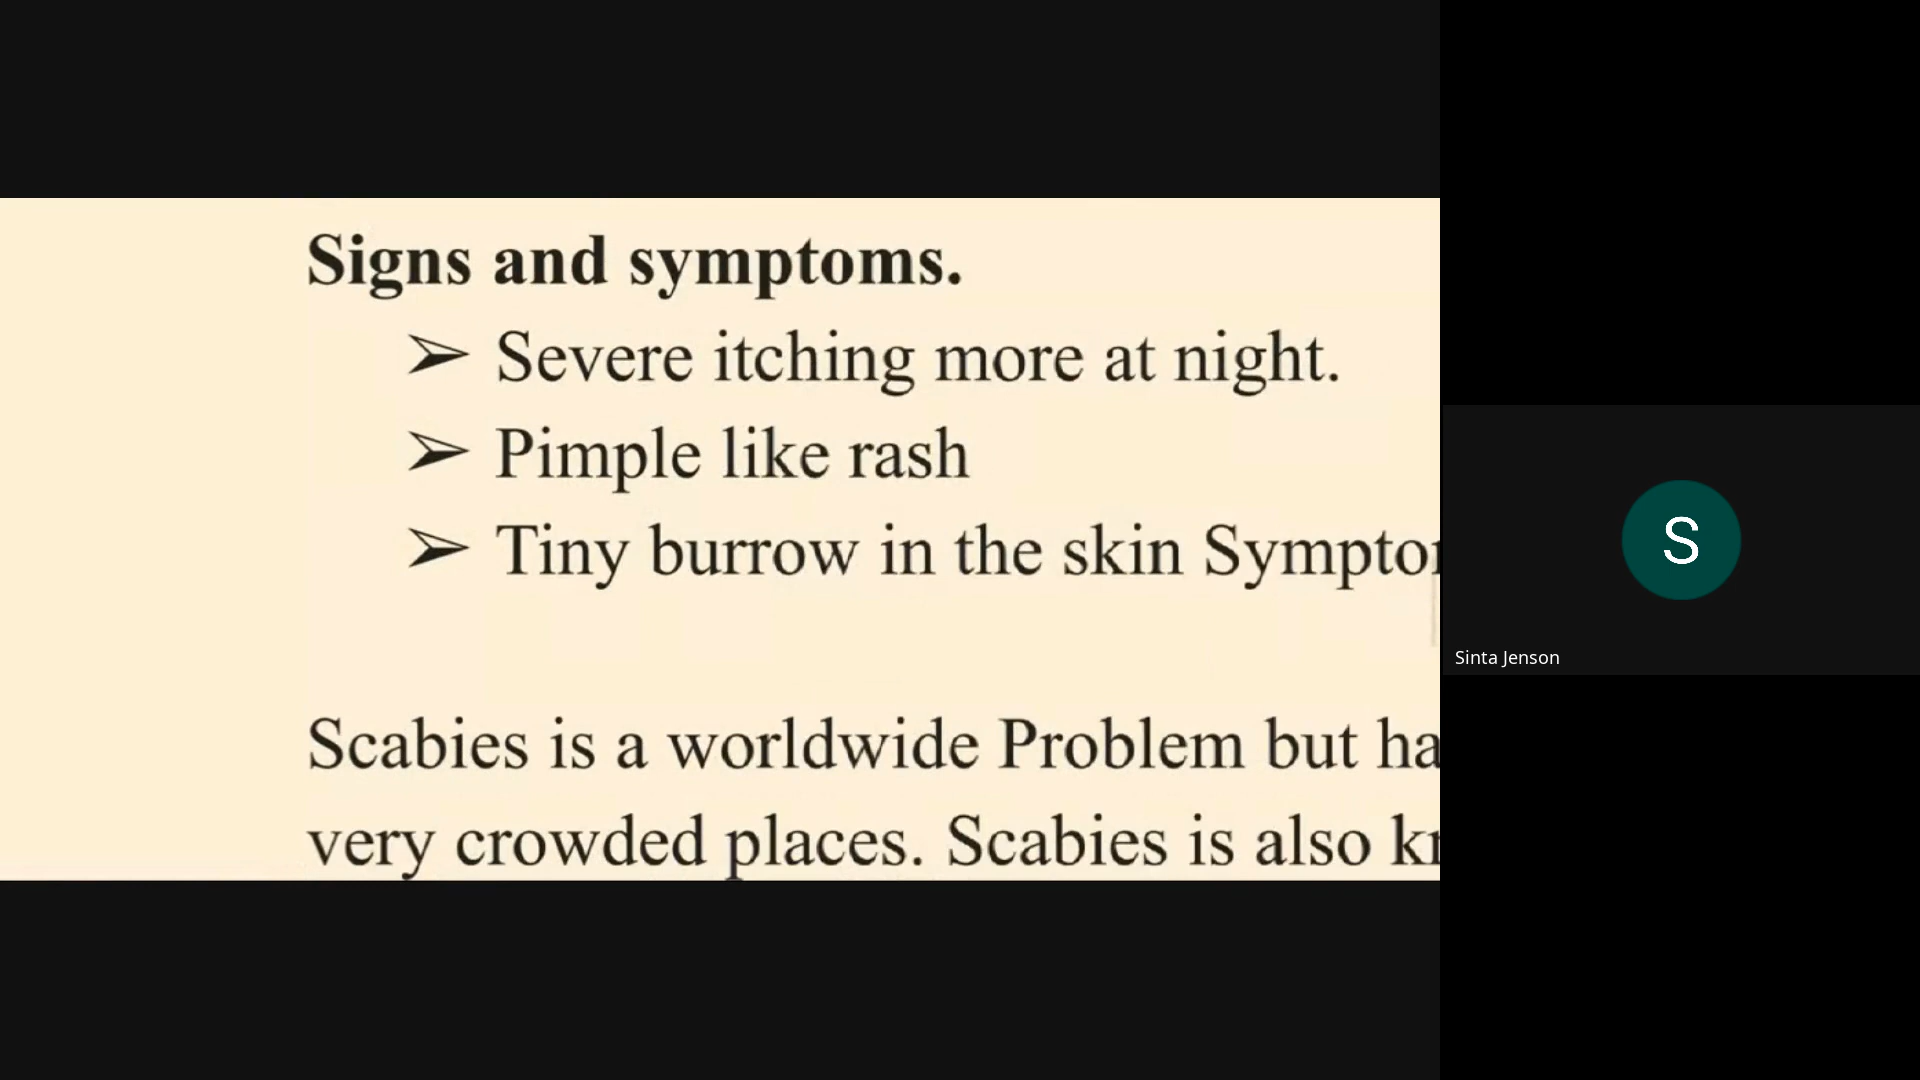 Signs and symptoms.
➢ Severe itching more at night.
➢ Pimple like rash
➢ Tiny burrow in the skin
Scabies is a worldwide Problem but
very crowded places. Scabies is also
S
Sinta Jenson